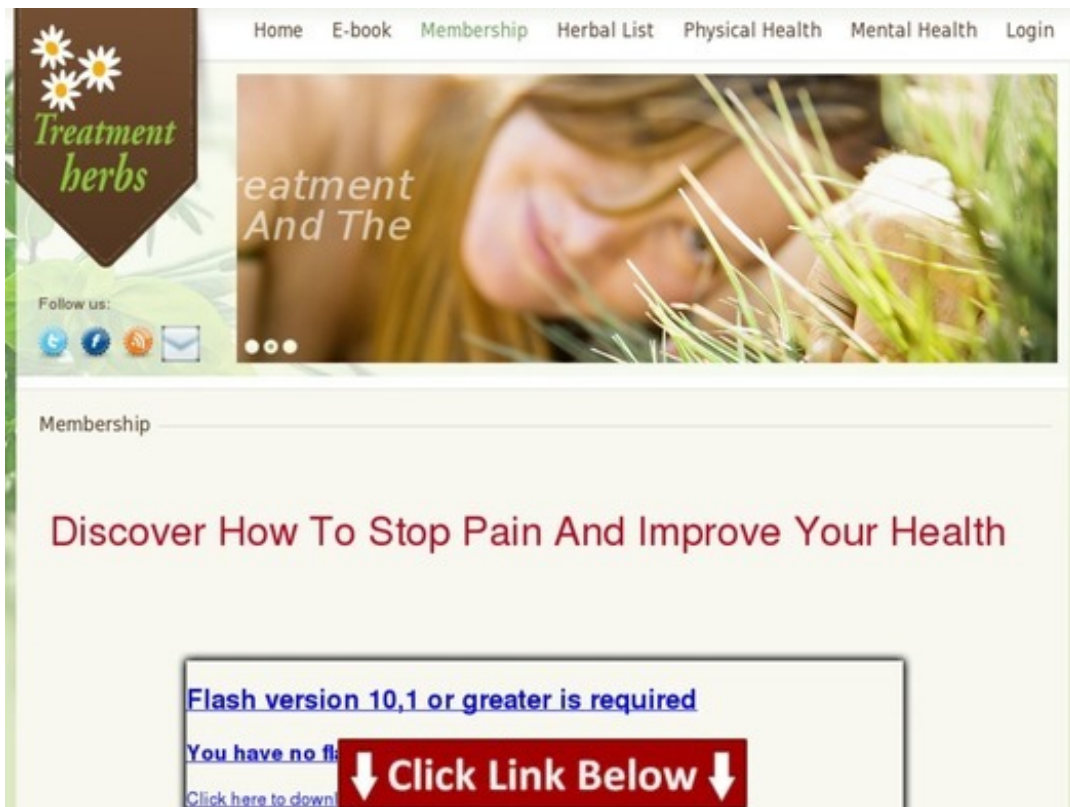 Home E-book Membership Herbal List Physical Health Mental Health Login
Treatment
herbs
eatment
And The
Follow us:
Membership
Discover How To Stop Pain And Improve Your Health
Flash version 10,1 or greater is required
You have no
Click Link Below
Click here to